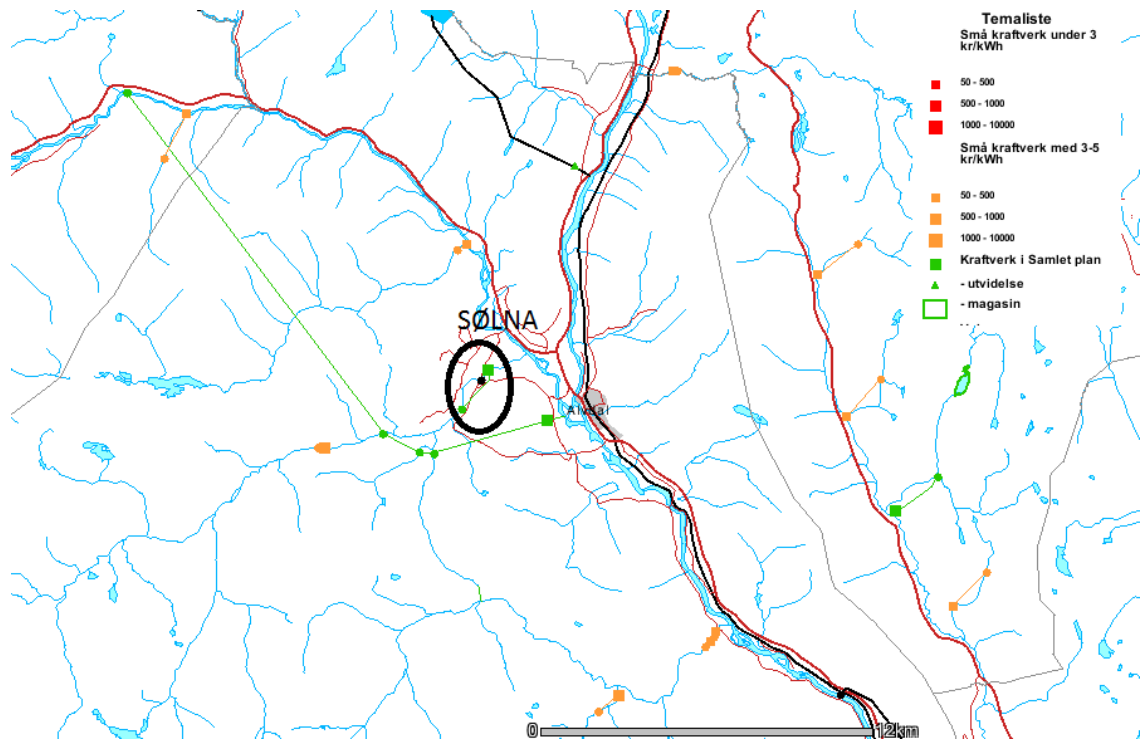 Temaliste
Små kraftverk under 3
kr/kWh
50 - 500
500 - 1000
1000 - 10000
Små kraftverk med 3-5
kr/kWh
50 - 500
500 - 1000
1000 - 10000
Kraftverk i Samlet plan
- utvidelse
- magasin
SØLNA
Alvdal
0
12km